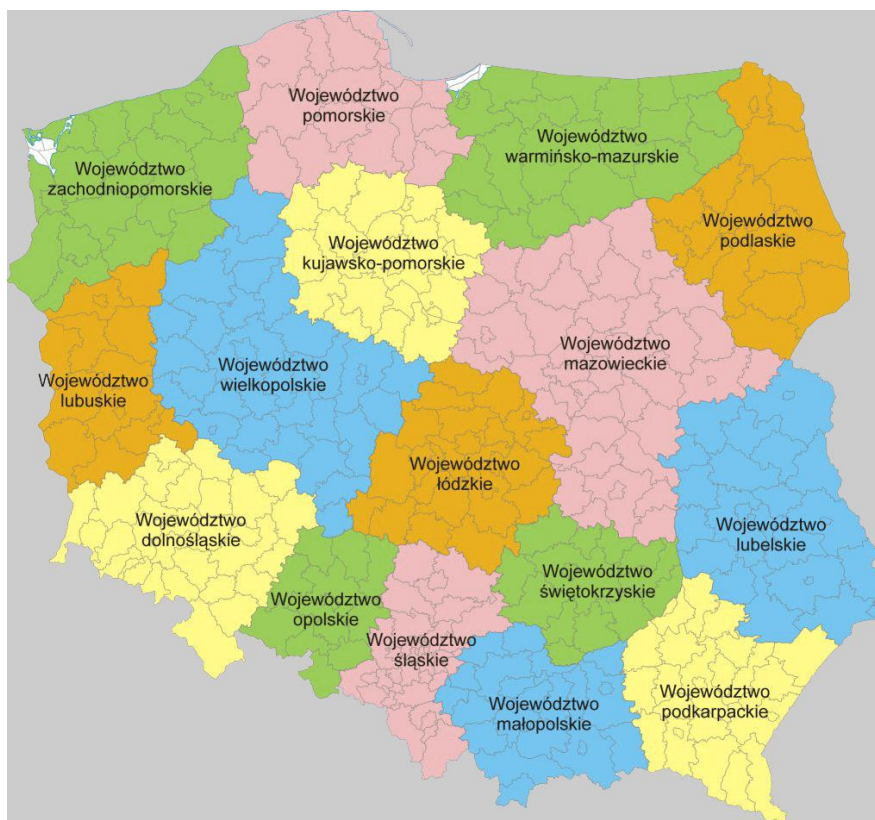 Województwo
pomorskie
Województwo
warmińsko-mazurskie
Województwo
zachodniopomorskie
Województwo
podlaskie
Województwo
kujawsko-pomorskie
Województwo
mazowieckie
Województwo
wielkopolskie
Województwo
lubuskie
Województwo
łódzkie
Województwo
dolnośląskie
Województwo
lubelskie
Województwo
świętokrzyskie
Województwo
opolskie
Województwo
śląskie
Województwo
podkarpackie
Województwo
małopolskie